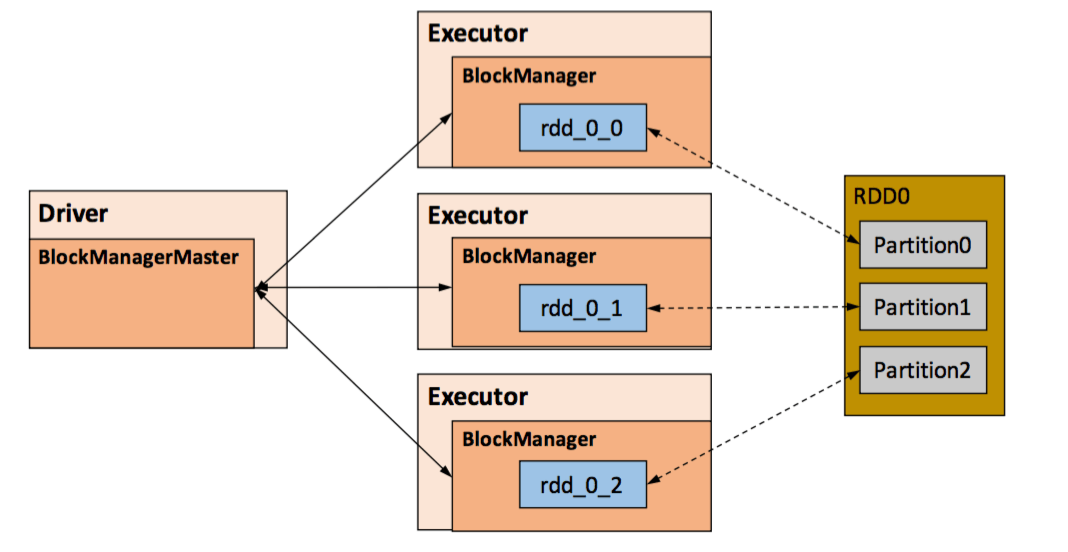 Driver
BlockManagerMaster
Executor
BlockManager
rdd_0_0
Executor
BlockManager
rdd_0_1
Executor
BlockManager
rdd_0_2
RDD0
Partition0
Partition1
Partition2